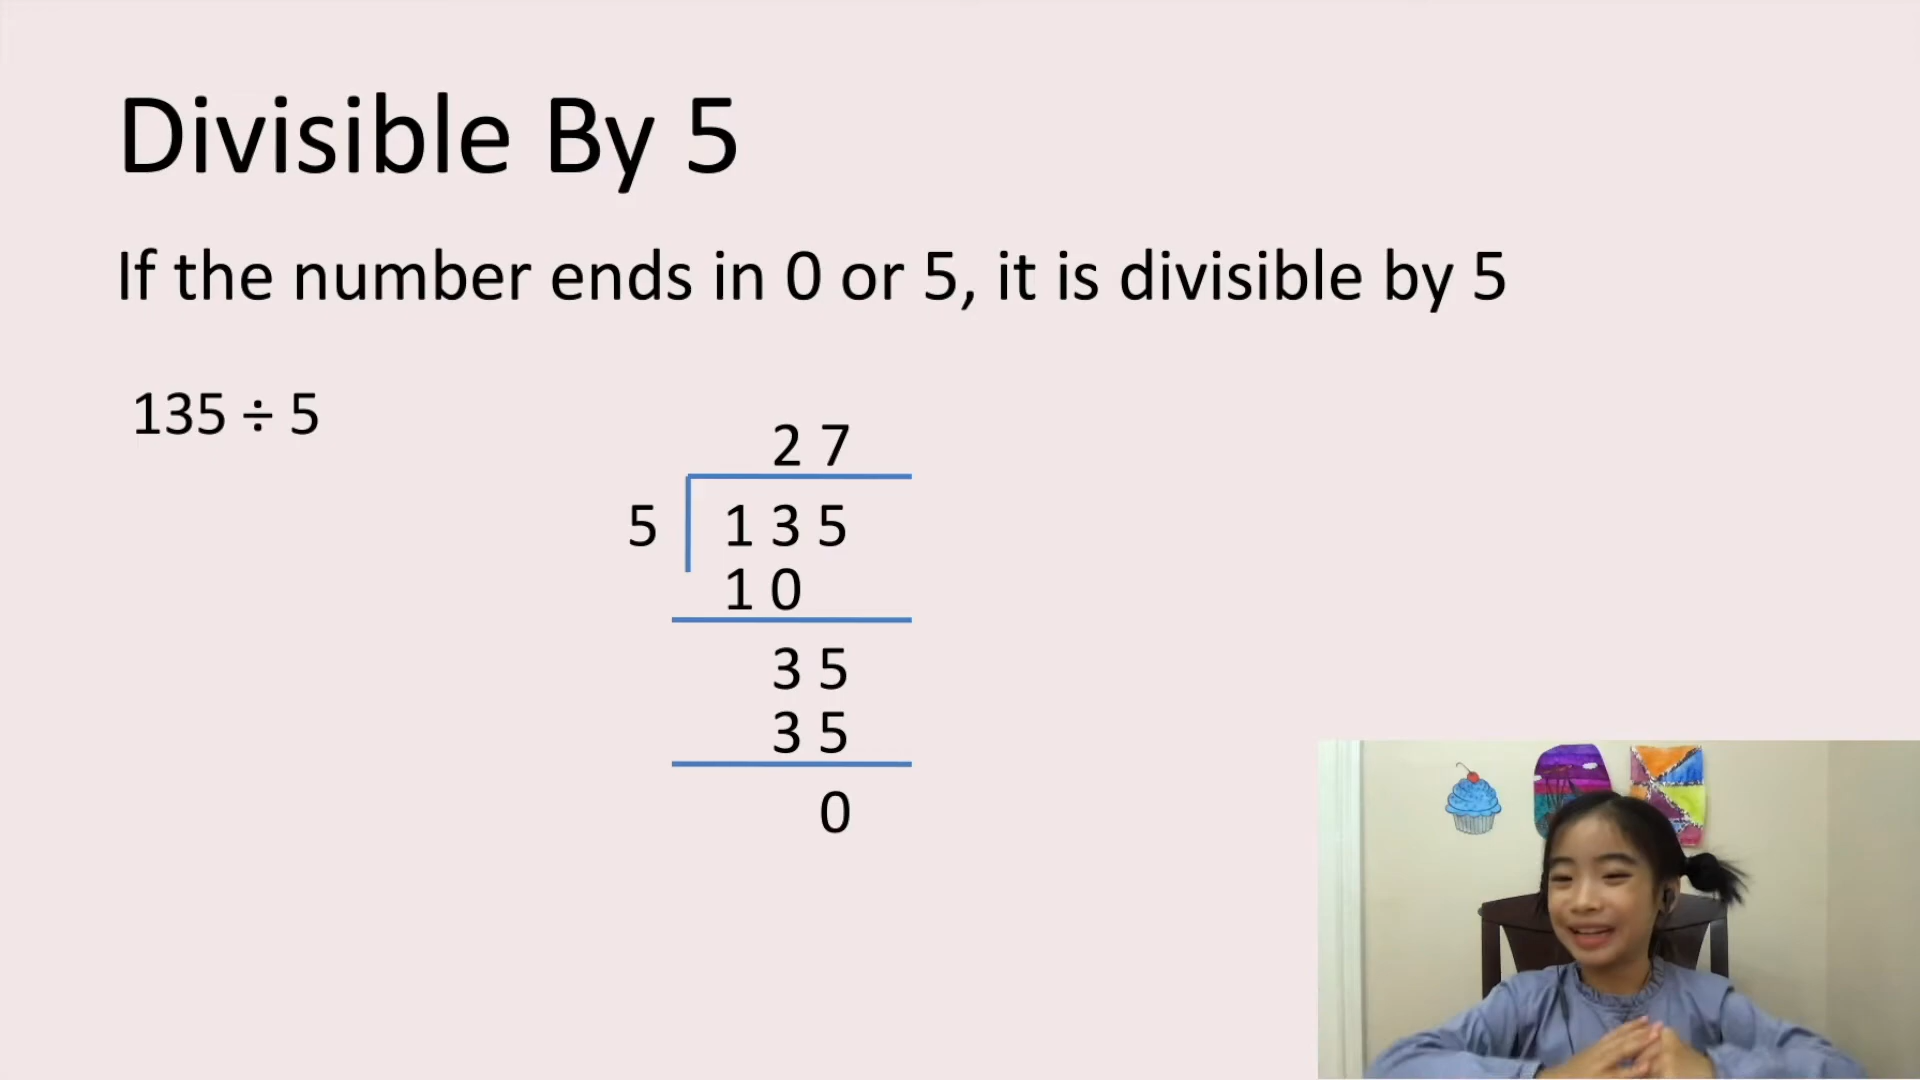 Divisible By 5
If the number ends in 0 or 5, it is divisible by 5
135 ÷ 5
2 7
5 1 3 5
1 0
3 5
3 5
0